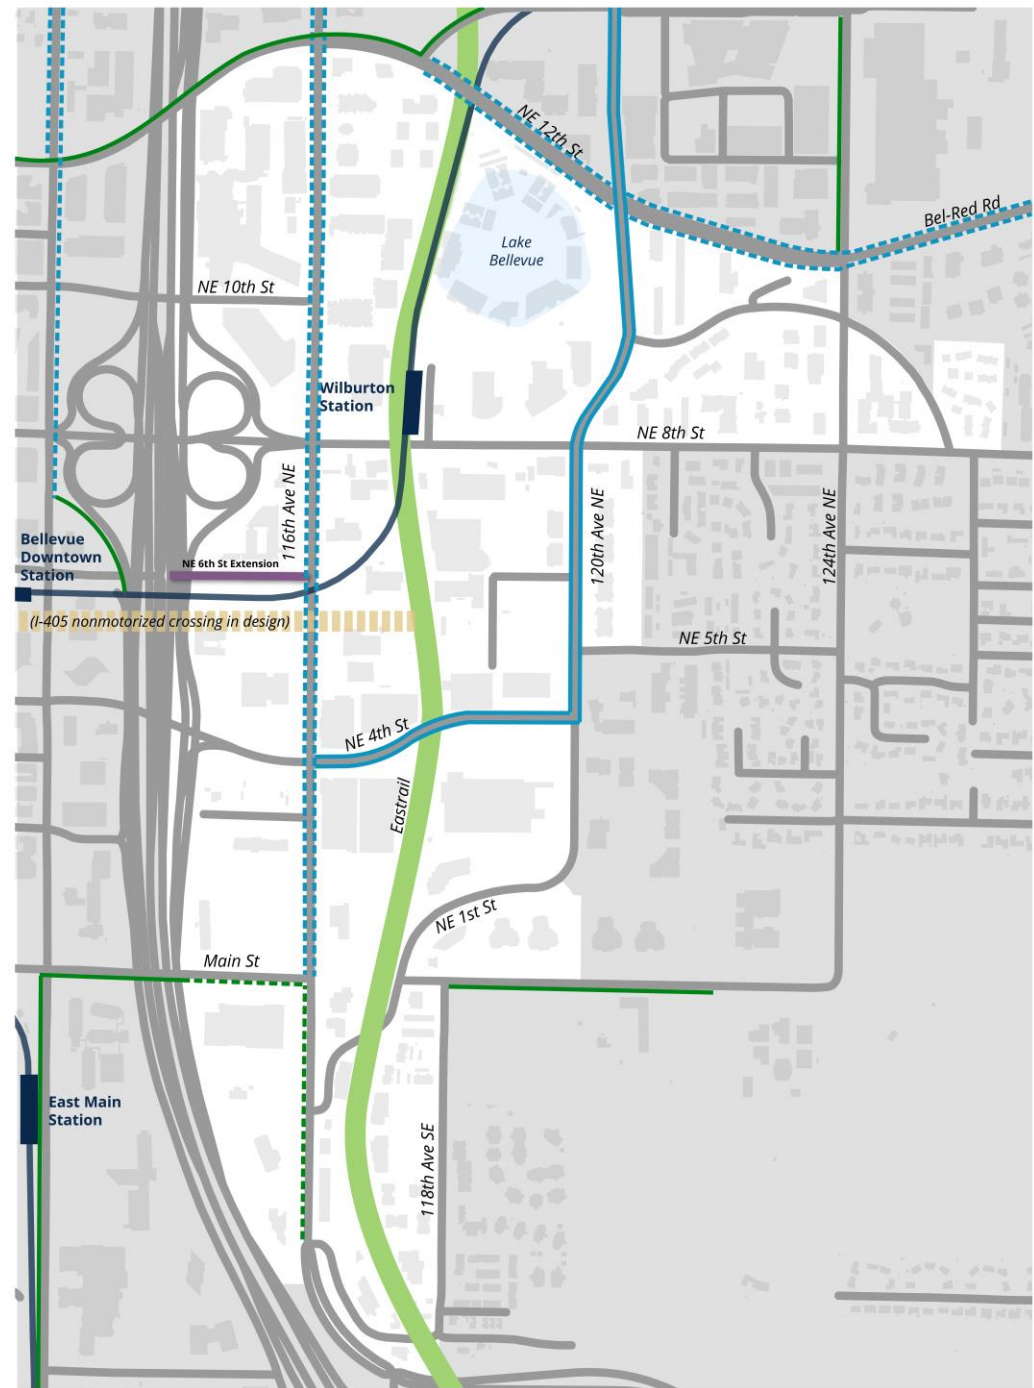 NE 12th St
Bel-Red Rd
Lake
Bellevue
NE 10th St
Wilburton
Station
NE 8th St
116th Ave NE
120th Ave NE
124th Ave NE
Bellevue
Downtown
Station
NE 6th St Extension
(I-405 nonmotorized crossing in design)
NE 5th St
NE 4th St
Eastrail
NE 1st St
Main St
East Main
Station
118th Ave SE